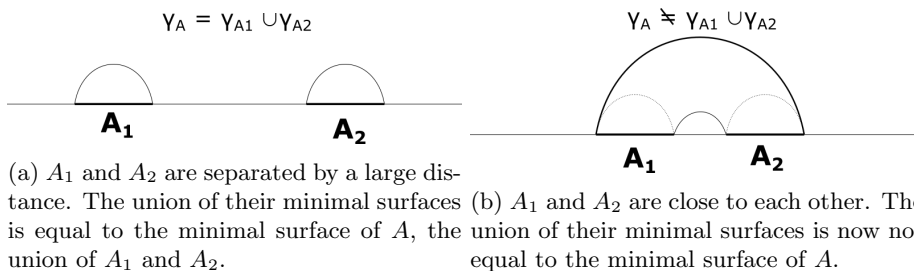 γA = γA1 ∪γA2
A1
A2
(a) A1 and A2 are separated by a large dis-
tance. The union of their minimal surfaces
is equal to the minimal surface of A, the
union of A1 and A2.
γA ≠ γA1 ∪γA2
A1
A2
(b) A1 and A2 are close to each other. The
union of their minimal surfaces is now no
equal to the minimal surface of A.